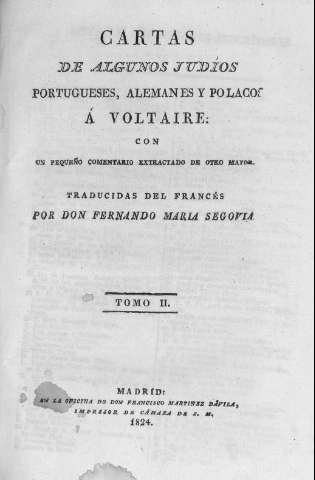 CARTAS
DE ALGUNOS JUDÍOS
PORTUGUESES, ALEMANES Y POLACOS
Á VOLTAIRE:
CON
UN PEQUEÑO COMENTARIO EXTRACTADO DE OTRO MAYOR.
TRADUCIDAS DEL FRANCÉS
POR DON FERNANDO MARIA SEGOVIA
TOMO II.
MADRID:
EN LA OFICINA DE DON FRANCISCO MARTINEZ DÁVILA,
IMPRESOR DE CÁMARA DE S. M.
1824.